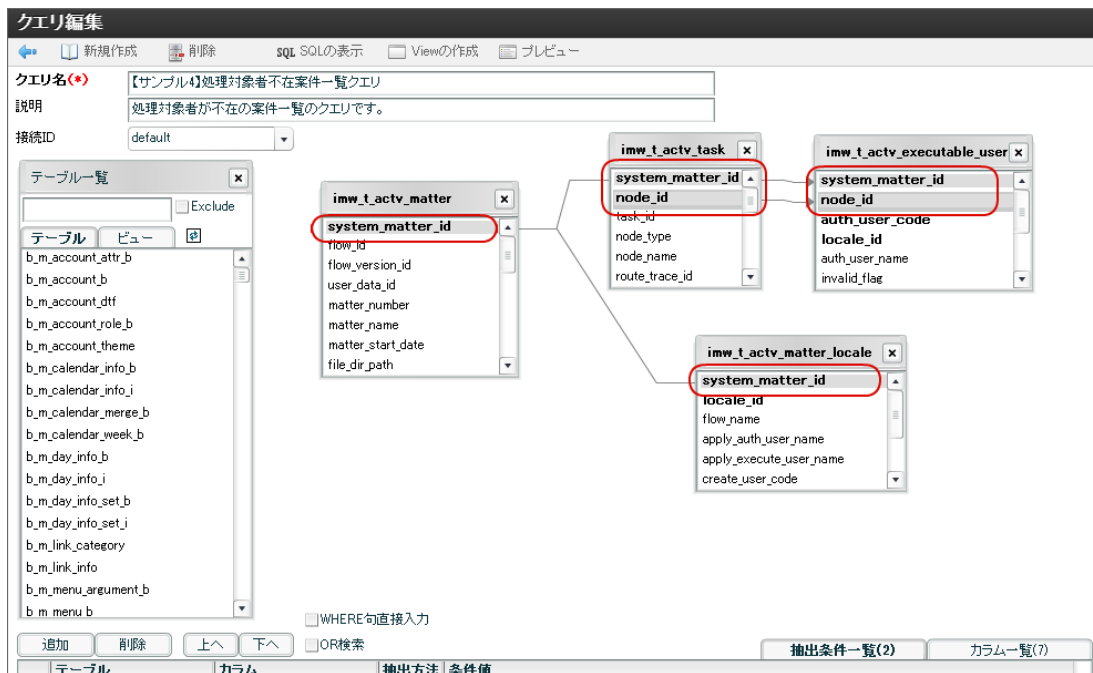 クエリ編集
新規作成 削除 SQL SQLの表示 Viewの作成 プレビュー
クエリ名(*) 【サンプル4】処理対象者不在案件一覧クエリ
説明 処理対象者が不在の案件一覧のクエリです。
接続ID default
テーブル一覧
Exclude
テーブル ビュー
b_m_account_attr_b
b_m_account_b
b_m_account_dtf
b_m_account_role_b
b_m_account_theme
b_m_calendar_info_b
b_m_calendar_info_i
b_m_calendar_merge_b
b_m_calendar_week_b
b_m_day_info_b
b_m_day_info_i
b_m_day_info_set_b
b_m_day_info_set_i
b_m_link_category
b_m_link_info
b_m_menu_argument_b
b_m_menu_b
imw_t_actv_matter
system_matter_id
flow_id
flow_version_id
user_data_id
matter_number
matter_name
matter_start_date
file_dir_path
imw_t_actv_task
system_matter_id
node_id
task_id
node_type
node_name
route_trace_id
imw_t_actv_executable_user
system_matter_id
node_id
auth_user_code
locale_id
auth_user_name
invalid_flag
imw_t_actv_matter_locale
system_matter_id
locale_id
flow_name
apply_auth_user_name
apply_execute_user_name
create_user_code
WHERE句直接入力
追加 削除 上へ 下へ OR検索
抽出条件一覧(2) カラム一覧(7)
テーブル カラム 抽出方法 条件値